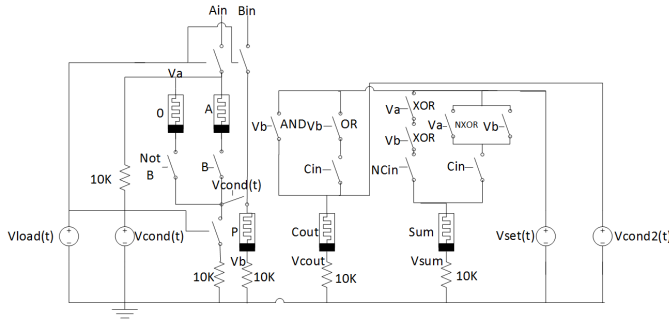 Ain Bin
Va
0 A
Not
B
B
Vcond(t)
10K
Vload(t)
Vcond(t)
P
Vb
10K
10K
Vb AND Vb OR
Cin
Cout
Vcout
10K
Va XOR
Vb XOR
NCin
Va NXOR Vb
Cin
Sum
Vsum
10K
Vset(t)
Vcond2(t)